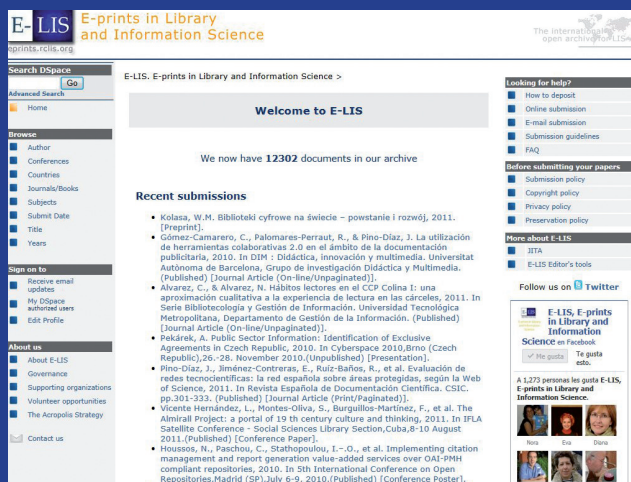 E-LIS
E-prints in Library
and Information Science
eprints.rclis.org
The international
open archive for LIS
Search DSpace
Go
Advanced Search
Home
Browse
Author
Conferences
Countries
Journals/Books
Subjects
Submit Date
Title
Years
Sign on to
Receive email
updates
My DSpace
authorized users
Edit Profile
About us
About E-LIS
Governance
Supporting organizations
Volunteer opportunities
The Acropolis Strategy
Contact us
E-LIS. E-prints in Library and Information Science >
Welcome to E-LIS
We now have 12302 documents in our archive
Recent submissions
• Kolasa, W.M. Biblioteki cyfrowe na świecie – powstanie i rozwój, 2011.
[Preprint].
• Gómez-Camarero, C., Palomares-Perraut, R., & Pino-Díaz, J. La utilización
de herramientas colaborativas 2.0 en el ámbito de la documentación
publicitaria, 2010. In DIM : Didáctica, innovación y multimedia. Universitat
Autònoma de Barcelona, Grupo de investigación Didáctica y Multimedia.
(Published) [Journal Article (On-line/Unpaginated)].
• Alvarez, C., & Alvarez, N. Hábitos lectores en el CCP Colina I: una
aproximación cualitativa a la experiencia de lectura en las cárceles, 2011. In
Serie Bibliotecología y Gestión de Información. Universidad Tecnológica
Metropolitana, Departamento de Gestión de la Información. (Published)
[Journal Article (On-line/Unpaginated)].
• Pekárek, A. Public Sector Information: Identification of Exclusive
Agreements in Czech Republic, 2010. In Cyberspace 2010,Brno (Czech
Republic),26.-28. November 2010.(Unpublished) [Presentation].
• Pino-Díaz, J., Jiménez-Contreras, E., Ruíz-Baños, R., et al. Evaluación de
redes tecnocientíficas: la red española sobre áreas protegidas, según la Web
of Science, 2011. In Revista Española de Documentación Científica. CSIC.
pp.301-333. (Published) [Journal Article (Print/Paginated)].
• Vicente Hernández, L., Montes-Oliva, S., Burguillos-Martínez, F., et al. The
Almirall Project: a portal of 19 th century culture and thinking, 2011. In IFLA
Satellite Conference - Social Sciences Library Section,Cuba,8-10 August
2011.(Published) [Conference Paper].
• Houssos, N., Paschou, C., Stathopoulou, I.-.O., et al. Implementing citation
management and report generation value-added services over OAI-PMH
compliant repositories, 2010. In 5th International Conference on Open
Repositories,Madrid (SP),July 6-9, 2010.(Published) [Conference Poster].
Looking for help?
How to deposit
Online submission
E-mail submission
Submission guidelines
FAQ
Before submitting your papers
Submission policy
Copyright policy
Privacy policy
Preservation policy
More about E-LIS
JITA
E-LIS Editor's tools
Follow us on Twitter
E-LIS, E-prints
in Library and
Information
Science en Facebook
Me gusta
Te gusta
esto.
A 1,273 personas les gusta E-LIS,
E-prints in Library and
Information Science.
Nora Eva Diana